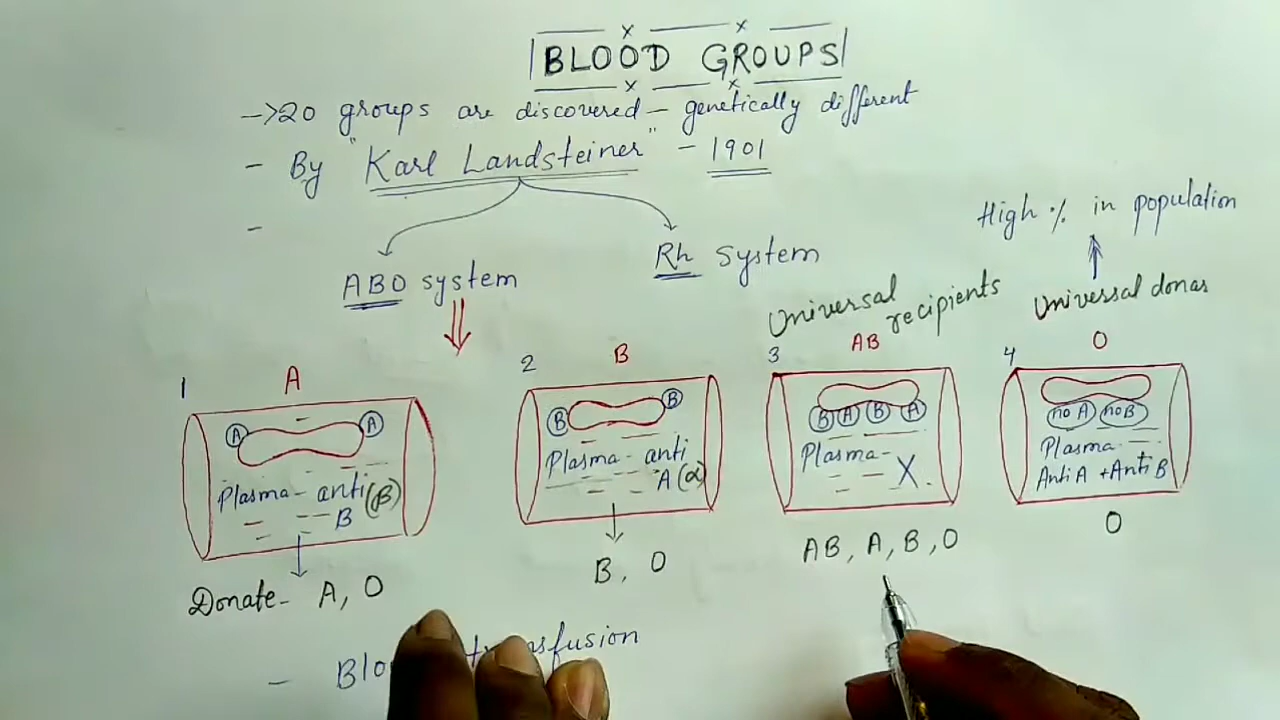 BLOOD GROUPS
->20 groups are discovered - genetically different
- By "Karl Landsteiner" - 1901
-
ABO system
Rh system
High % in population
Universal recipients
Universal donar
1 A
2 B
3 AB
4 O
A A
Plasma - anti B (β)
B B
Plasma - anti A (α)
B A B A
Plasma - X
no A no B
Plasma -
Anti A + Anti B
Donate - A, O
B, O
AB, A, B, O
O